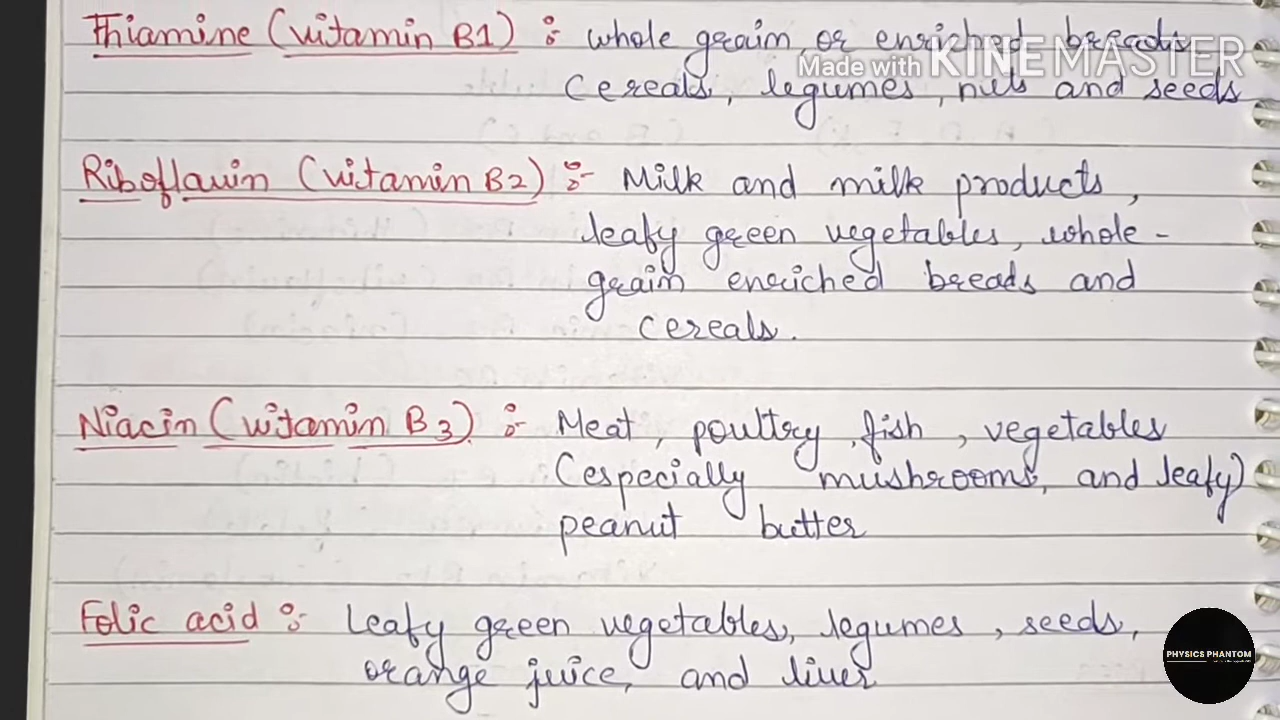 Thiamine (vitamin B1) :- whole grain, or enriched breads
Made with KINEMASTER
cereals, legumes, nuts and seeds
Riboflavin (vitamin B2) :- Milk and milk products,
leafy green vegetables, whole-
grain enriched breads and
cereals.
Niacin (vitamin B3) :- Meat, poultry, fish, vegetables
(especially mushrooms, and leafy)
peanut butter
Folic acid :- Leafy green vegetables, legumes, seeds,
orange juice, and liver
PHYSICS PHANTOM